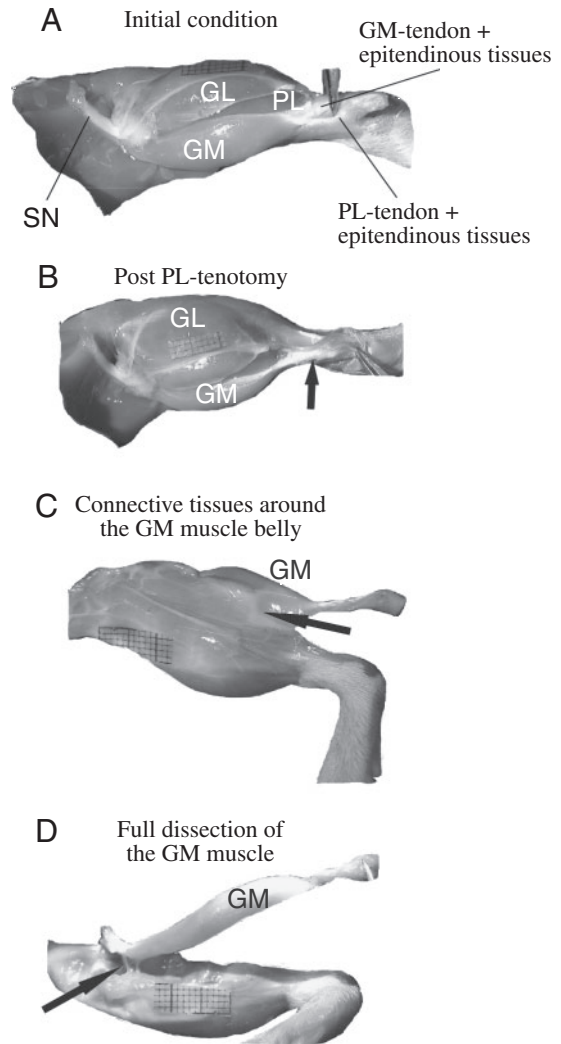 A
Initial condition
GM-tendon +
epitendinous tissues
GL
PL
GM
SN
PL-tendon +
epitendinous tissues
B
Post PL-tenotomy
GL
GM
C
Connective tissues around
the GM muscle belly
GM
D
Full dissection of
the GM muscle
GM